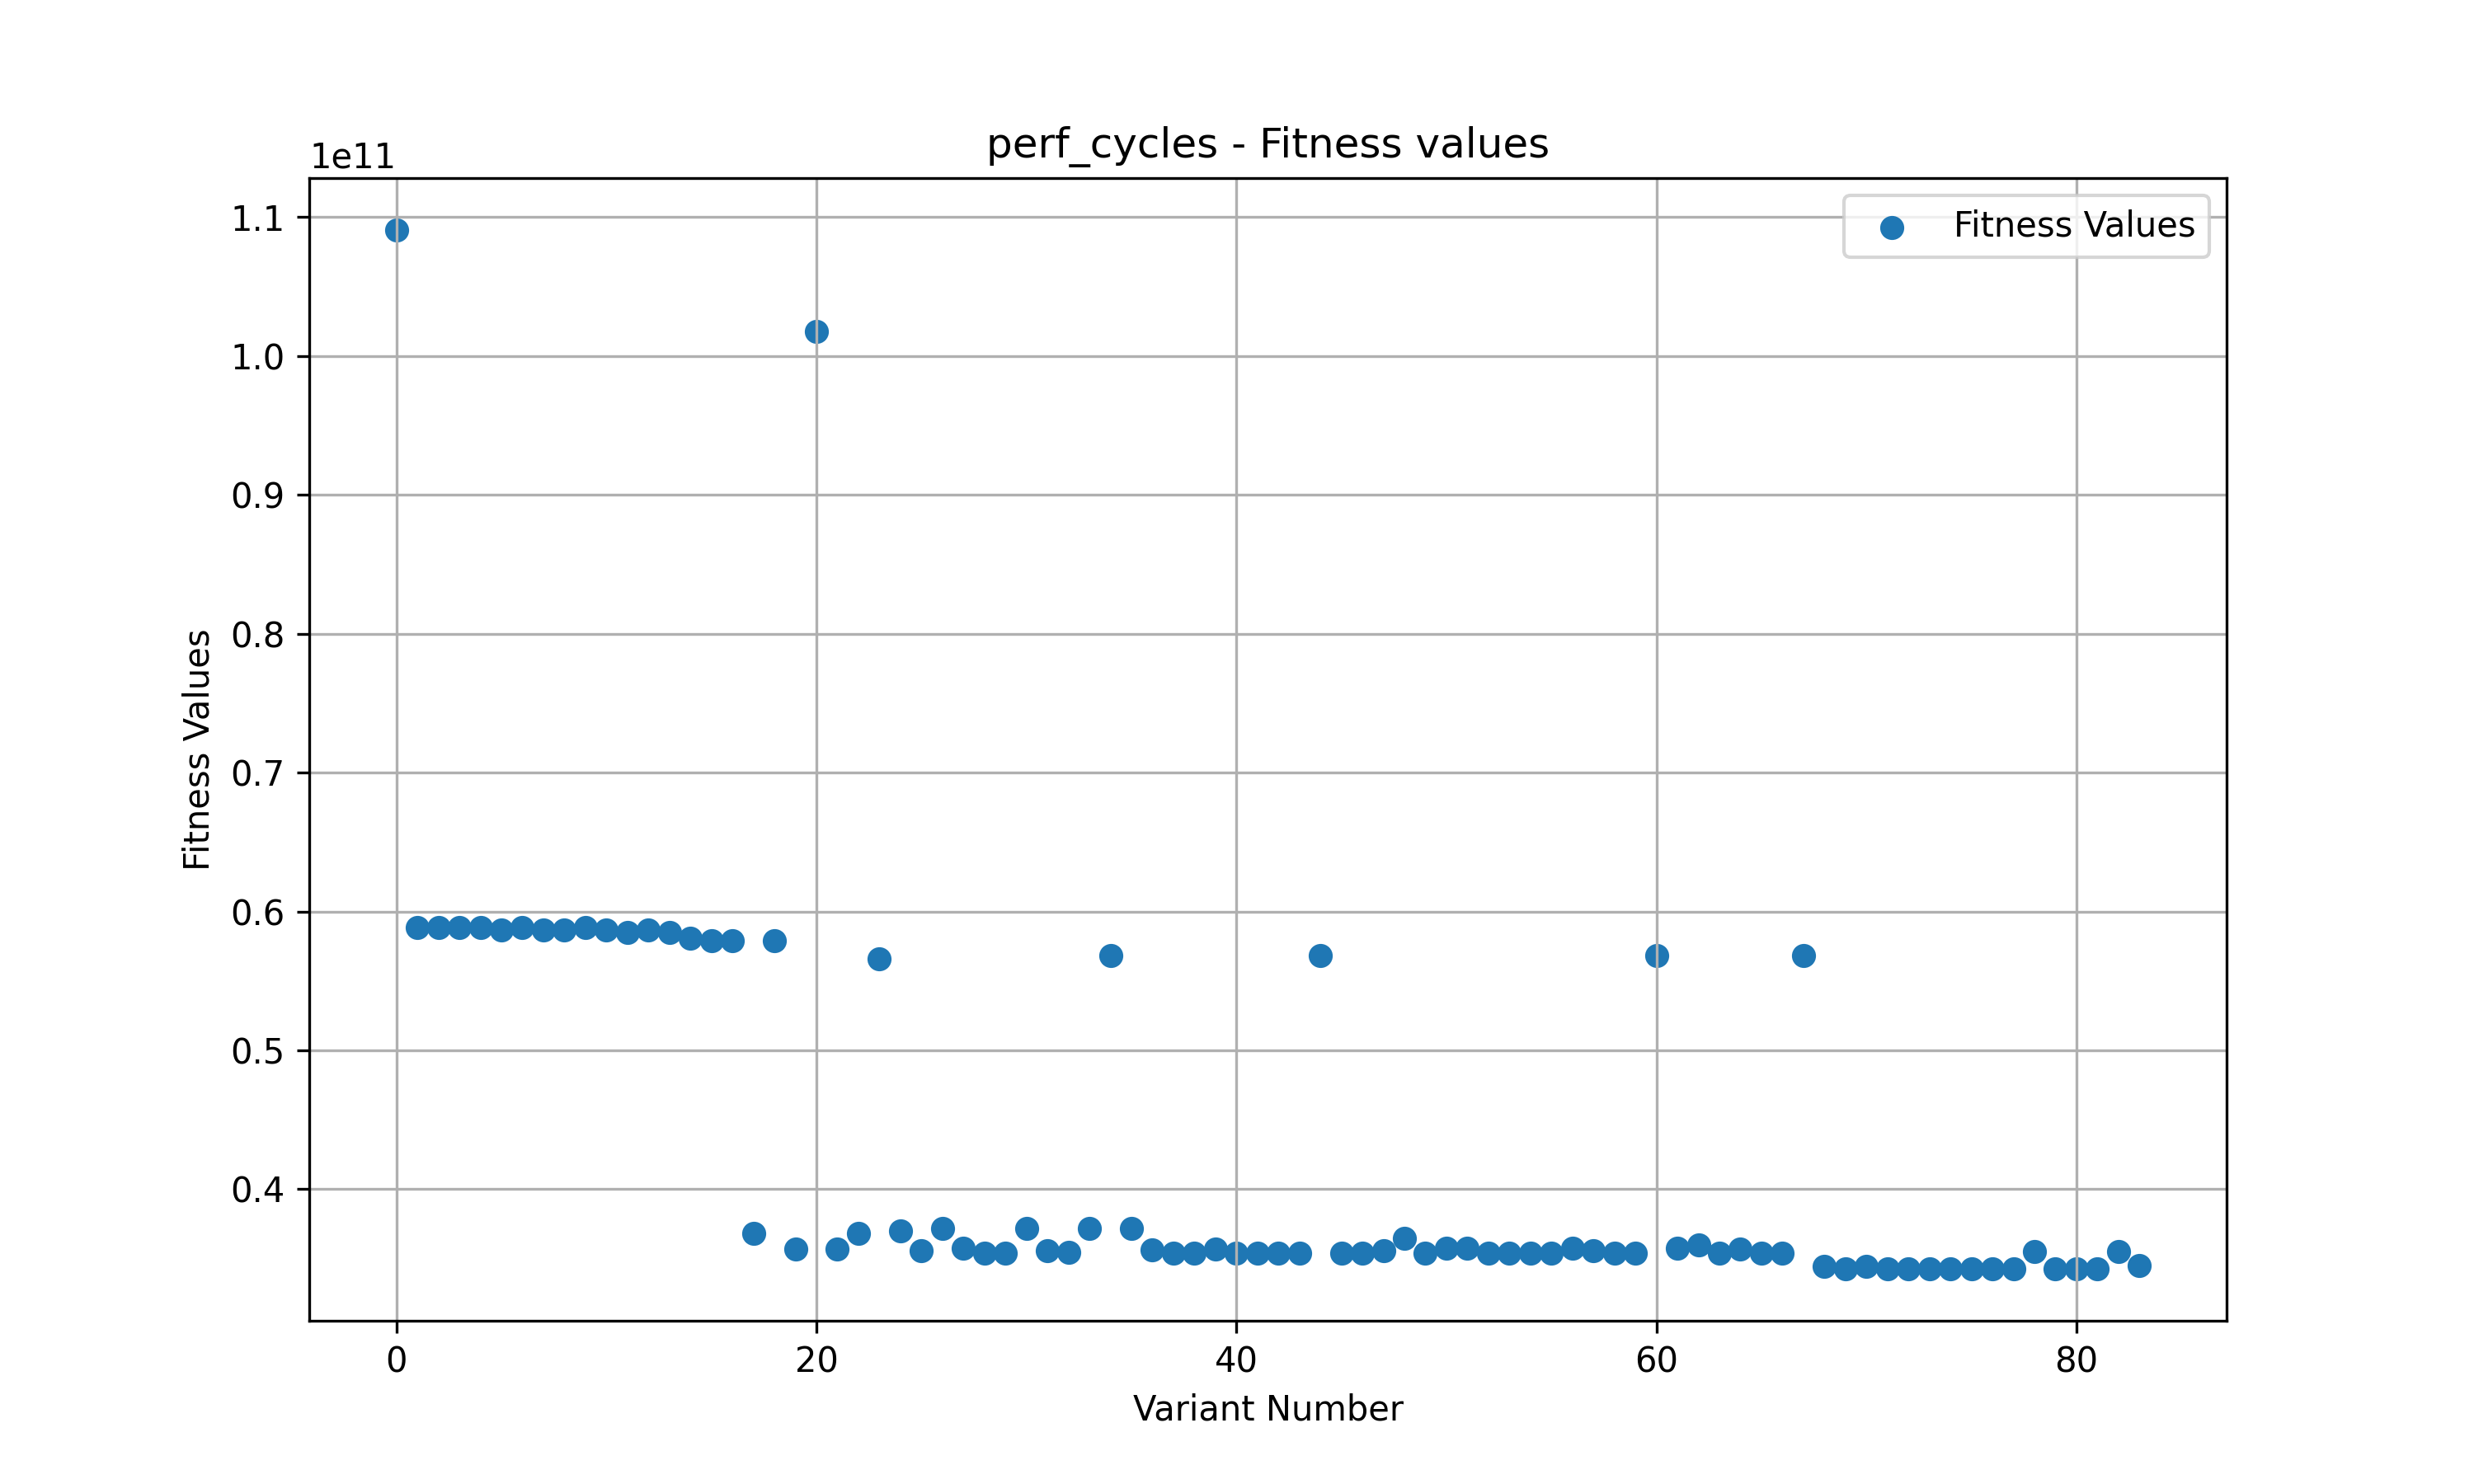 perf_cycles - Fitness values
1e11
Fitness Values
1.1
1.0
0.9
0.8
0.7
0.6
0.5
0.4
Fitness Values
0
20
40
60
80
Variant Number